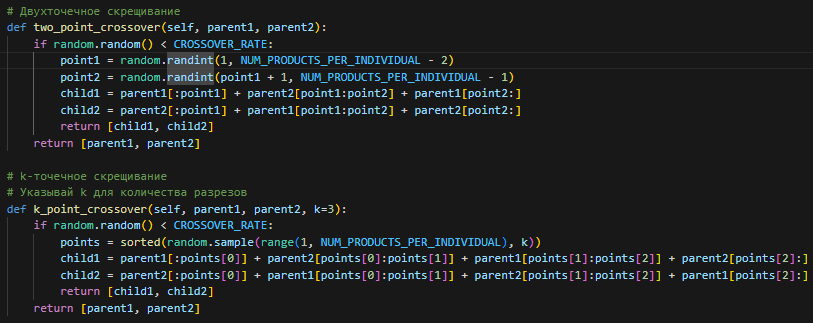 # Двухточечное скрещивание
def two_point_crossover(self, parent1, parent2):
    if random.random() < CROSSOVER_RATE:
        point1 = random.randint(1, NUM_PRODUCTS_PER_INDIVIDUAL - 2)
        point2 = random.randint(point1 + 1, NUM_PRODUCTS_PER_INDIVIDUAL - 1)
        child1 = parent1[:point1] + parent2[point1:point2] + parent1[point2:]
        child2 = parent2[:point1] + parent1[point1:point2] + parent2[point2:]
        return [child1, child2]
    return [parent1, parent2]

# k-точечное скрещивание
# Указывай k для количества разрезов
def k_point_crossover(self, parent1, parent2, k=3):
    if random.random() < CROSSOVER_RATE:
        points = sorted(random.sample(range(1, NUM_PRODUCTS_PER_INDIVIDUAL), k))
        child1 = parent1[:points[0]] + parent2[points[0]:points[1]] + parent1[points[1]:points[2]] + parent2[points[2]:]
        child2 = parent2[:points[0]] + parent1[points[0]:points[1]] + parent2[points[1]:points[2]] + parent1[points[2]:]
        return [child1, child2]
    return [parent1, parent2]